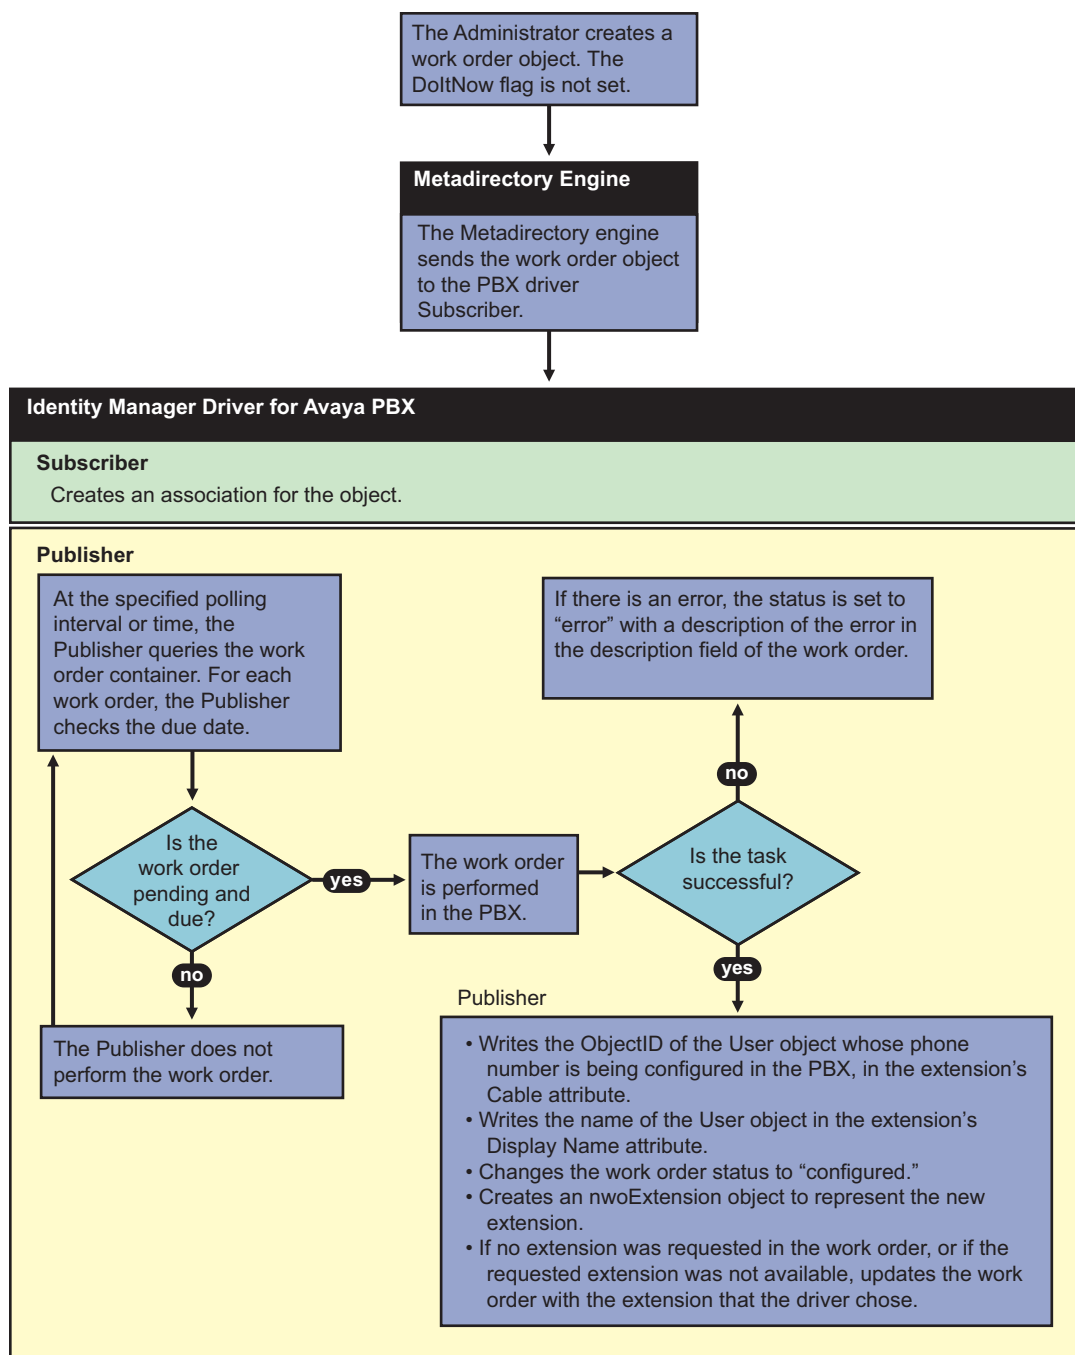 The Administrator creates a
work order object. The
DoItNow flag is not set.
Metadirectory Engine
The Metadirectory engine
sends the work order object
to the PBX driver
Subscriber.
Identity Manager Driver for Avaya PBX
Subscriber
Creates an association for the object.
Publisher
At the specified polling
interval or time, the
Publisher queries the work
order container. For each
work order, the Publisher
checks the due date.
If there is an error, the status is set to
“error” with a description of the error in
the description field of the work order.
no
Is the
work order
pending and
due?
yes
The work order
is performed
in the PBX.
Is the task
successful?
no
yes
The Publisher does not
perform the work order.
Publisher
• Writes the ObjectID of the User object whose phone
number is being configured in the PBX, in the extension’s
Cable attribute.
• Writes the name of the User object in the extension’s
Display Name attribute.
• Changes the work order status to “configured.”
• Creates an nwoExtension object to represent the new
extension.
• If no extension was requested in the work order, or if the
requested extension was not available, updates the work
order with the extension that the driver chose.